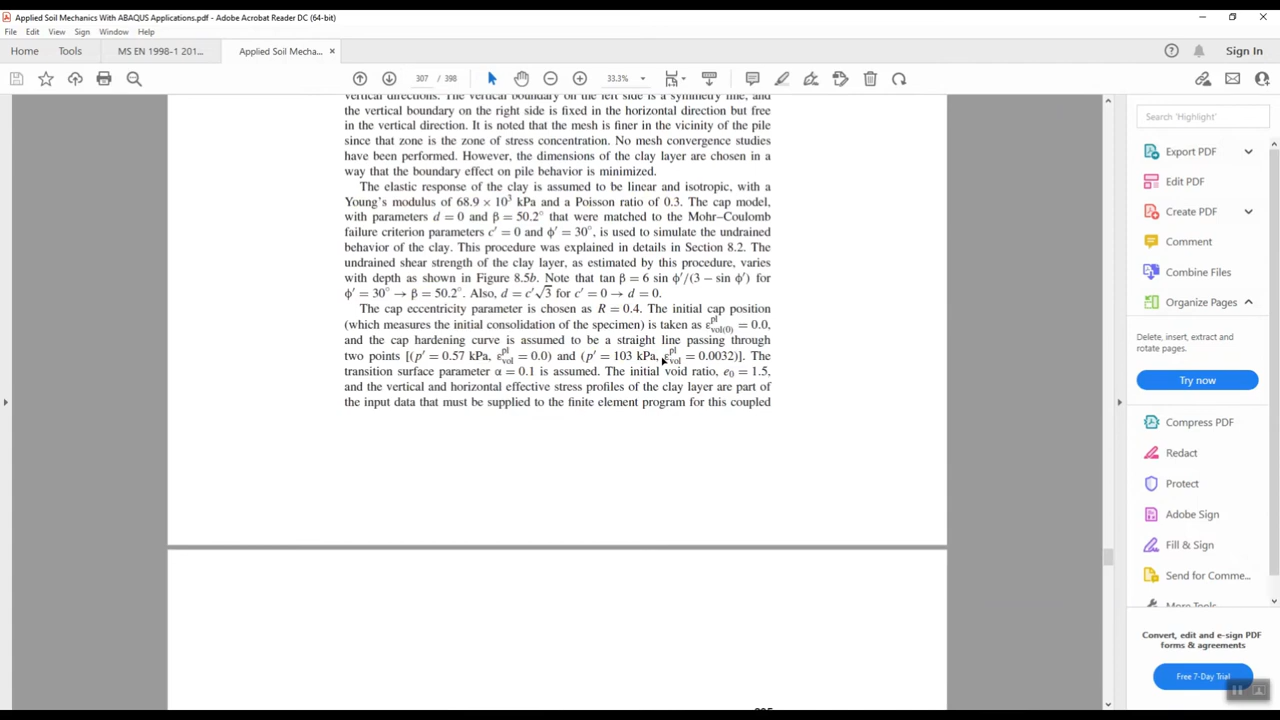 Applied Soil Mechanics With ABAQUS Applications.pdf - Adobe Acrobat Reader DC (64-bit)
File Edit View Sign Window Help
Home Tools MS EN 1998-1 201... Applied Soil Mecha... × Sign In
307 / 398 33.3%
vertical directions. The vertical boundary on the left side is a symmetry line, and
the vertical boundary on the right side is fixed in the horizontal direction but free
in the vertical direction. It is noted that the mesh is finer in the vicinity of the pile
since that zone is the zone of stress concentration. No mesh convergence studies
have been performed. However, the dimensions of the clay layer are chosen in a
way that the boundary effect on pile behavior is minimized.
The elastic response of the clay is assumed to be linear and isotropic, with a
Young's modulus of 68.9 × 10³ kPa and a Poisson ratio of 0.3. The cap model,
with parameters d = 0 and β = 50.2° that were matched to the Mohr–Coulomb
failure criterion parameters c′ = 0 and ϕ′ = 30°, is used to simulate the undrained
behavior of the clay. This procedure was explained in details in Section 8.2. The
undrained shear strength of the clay layer, as estimated by this procedure, varies
with depth as shown in Figure 8.5b. Note that tan β = 6 sin ϕ′/(3 − sin ϕ′) for
ϕ′ = 30° → β = 50.2°. Also, d = c′√3 for c′ = 0 → d = 0.
The cap eccentricity parameter is chosen as R = 0.4. The initial cap position
(which measures the initial consolidation of the specimen) is taken as ε^pl_vol(0) = 0.0,
and the cap hardening curve is assumed to be a straight line passing through
two points [(p′ = 0.57 kPa, ε^pl_vol = 0.0) and (p′ = 103 kPa, ε^pl_vol = 0.0032)]. The
transition surface parameter α = 0.1 is assumed. The initial void ratio, e₀ = 1.5,
and the vertical and horizontal effective stress profiles of the clay layer are part of
the input data that must be supplied to the finite element program for this coupled
Search 'Highlight'
Export PDF
Edit PDF
Create PDF
Comment
Combine Files
Organize Pages
Delete, insert, extract and
rotate pages.
Try now
Compress PDF
Redact
Protect
Adobe Sign
Fill & Sign
Send for Comme...
More Tools
Convert, edit and e-sign PDF
forms & agreements
Free 7-Day Trial